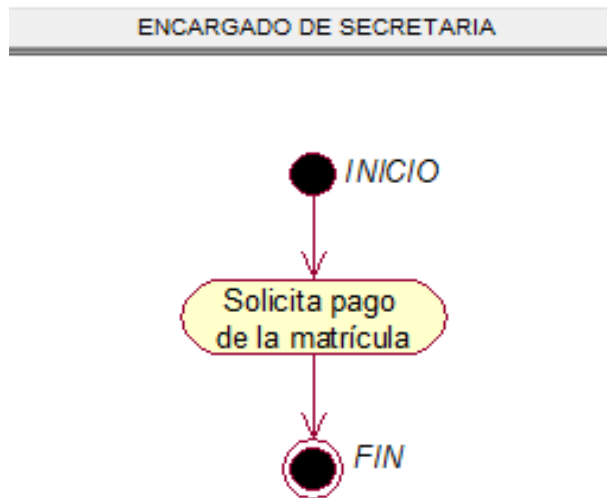 ENCARGADO DE SECRETARIA
INICIO
Solicita pago
de la matrícula
FIN